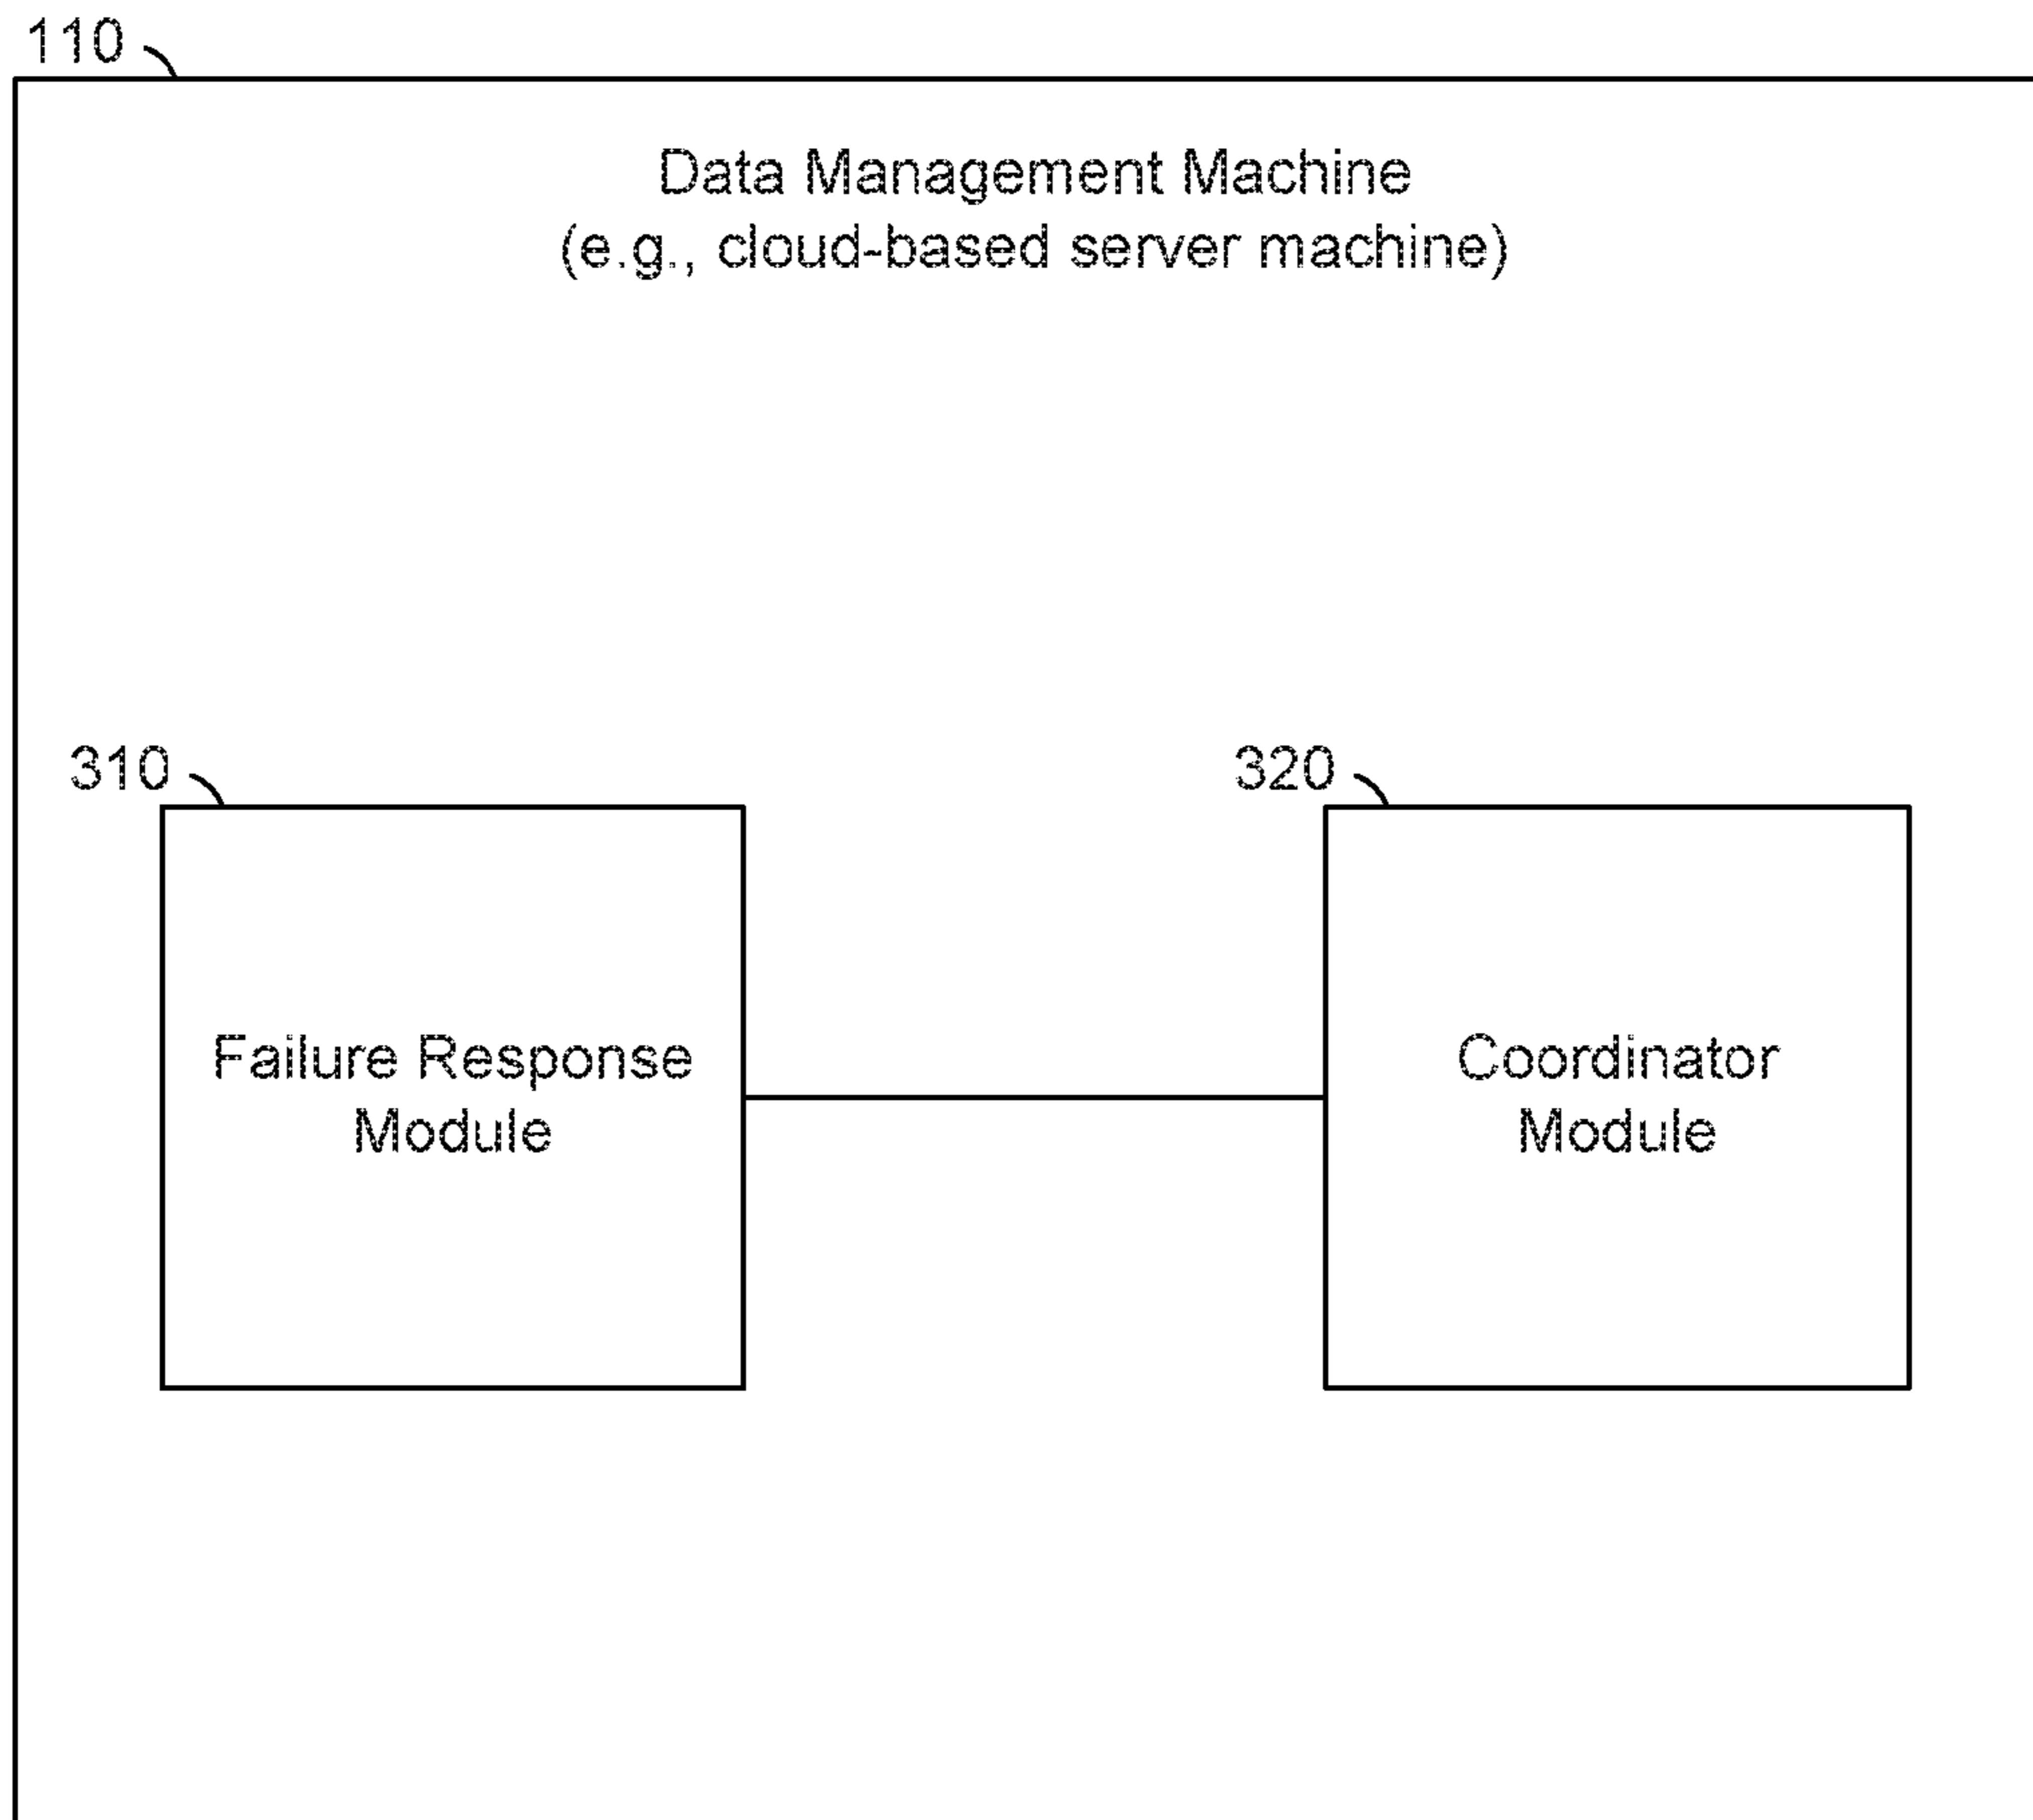 110
Data Management Machine
(e.g., cloud-based server machine)
310
320
Failure Response
Module
Coordinator
Module